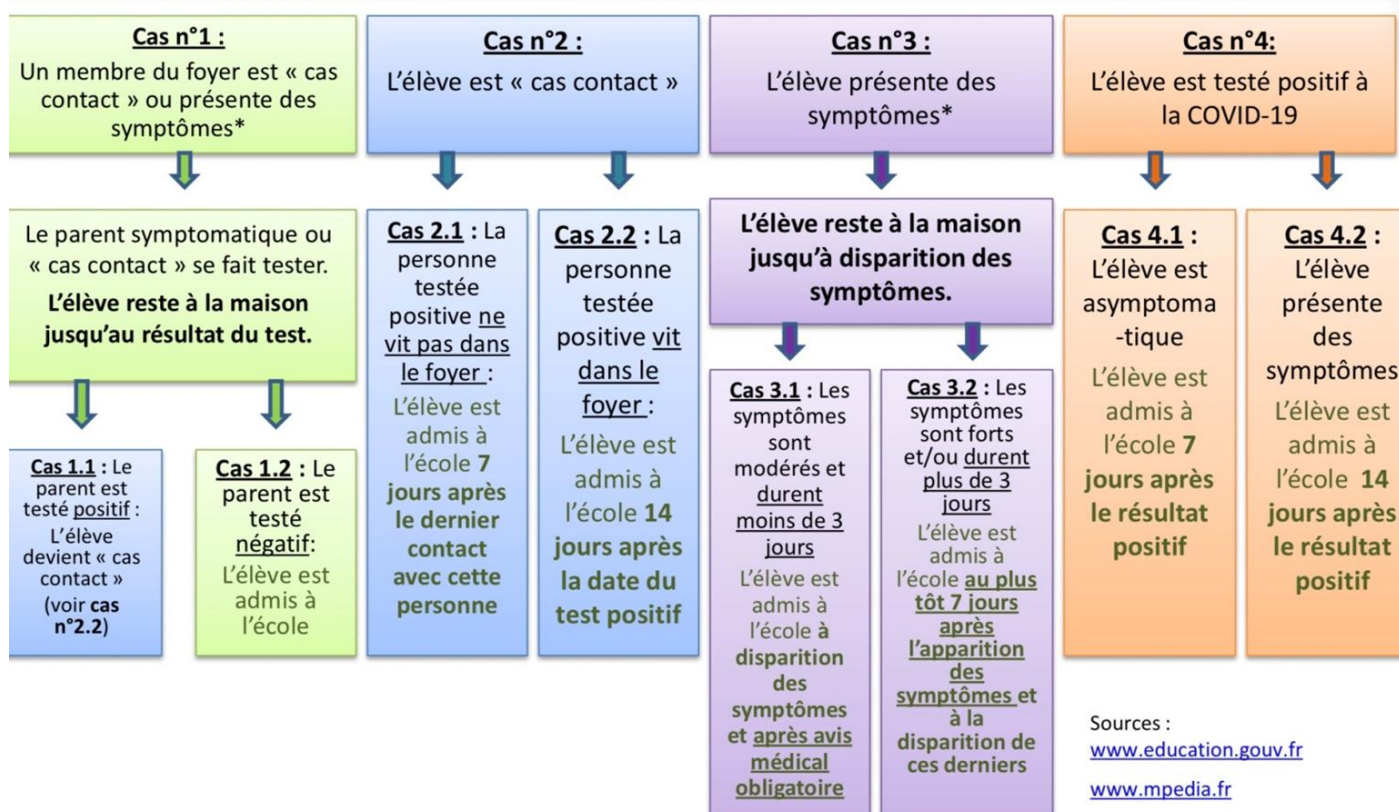 Cas n°1 :
Un membre du foyer est « cas
contact » ou présente des
symptômes*
Cas n°2 :
L'élève est « cas contact »
Cas n°3 :
L'élève présente des
symptômes*
Cas n°4:
L'élève est testé positif à
la COVID-19
Le parent symptomatique ou
« cas contact » se fait tester.
L'élève reste à la maison
jusqu'au résultat du test.
Cas 1.1 : Le
parent est
testé positif :
L'élève
devient « cas
contact »
(voir cas
n°2.2)
Cas 1.2 : Le
parent est
testé
négatif:
L'élève est
admis à
l'école
Cas 2.1 : La
personne
testée
positive ne
vit pas dans
le foyer :
L'élève est
admis à
l'école 7
jours après
le dernier
contact
avec cette
personne
Cas 2.2 : La
personne
testée
positive vit
dans le
foyer :
L'élève est
admis à
l'école 14
jours après
la date du
test positif
L'élève reste à la maison
jusqu'à disparition des
symptômes.
Cas 3.1 : Les
symptômes
sont
modérés et
durent
moins de 3
jours
L'élève est
admis à
l'école à
disparition
des
symptômes
et après avis
médical
obligatoire
Cas 3.2 : Les
symptômes
sont forts
et/ou durent
plus de 3
jours
L'élève est
admis à
l'école au plus
tôt 7 jours
après
l'apparition
des
symptômes et
à la
disparition de
ces derniers
Cas 4.1 :
L'élève est
asymptoma
-tique
L'élève est
admis à
l'école 7
jours après
le résultat
positif
Cas 4.2 :
L'élève
présente
des
symptômes
L'élève est
admis à
l'école 14
jours après
le résultat
positif
Sources :
www.education.gouv.fr
www.mpedia.fr